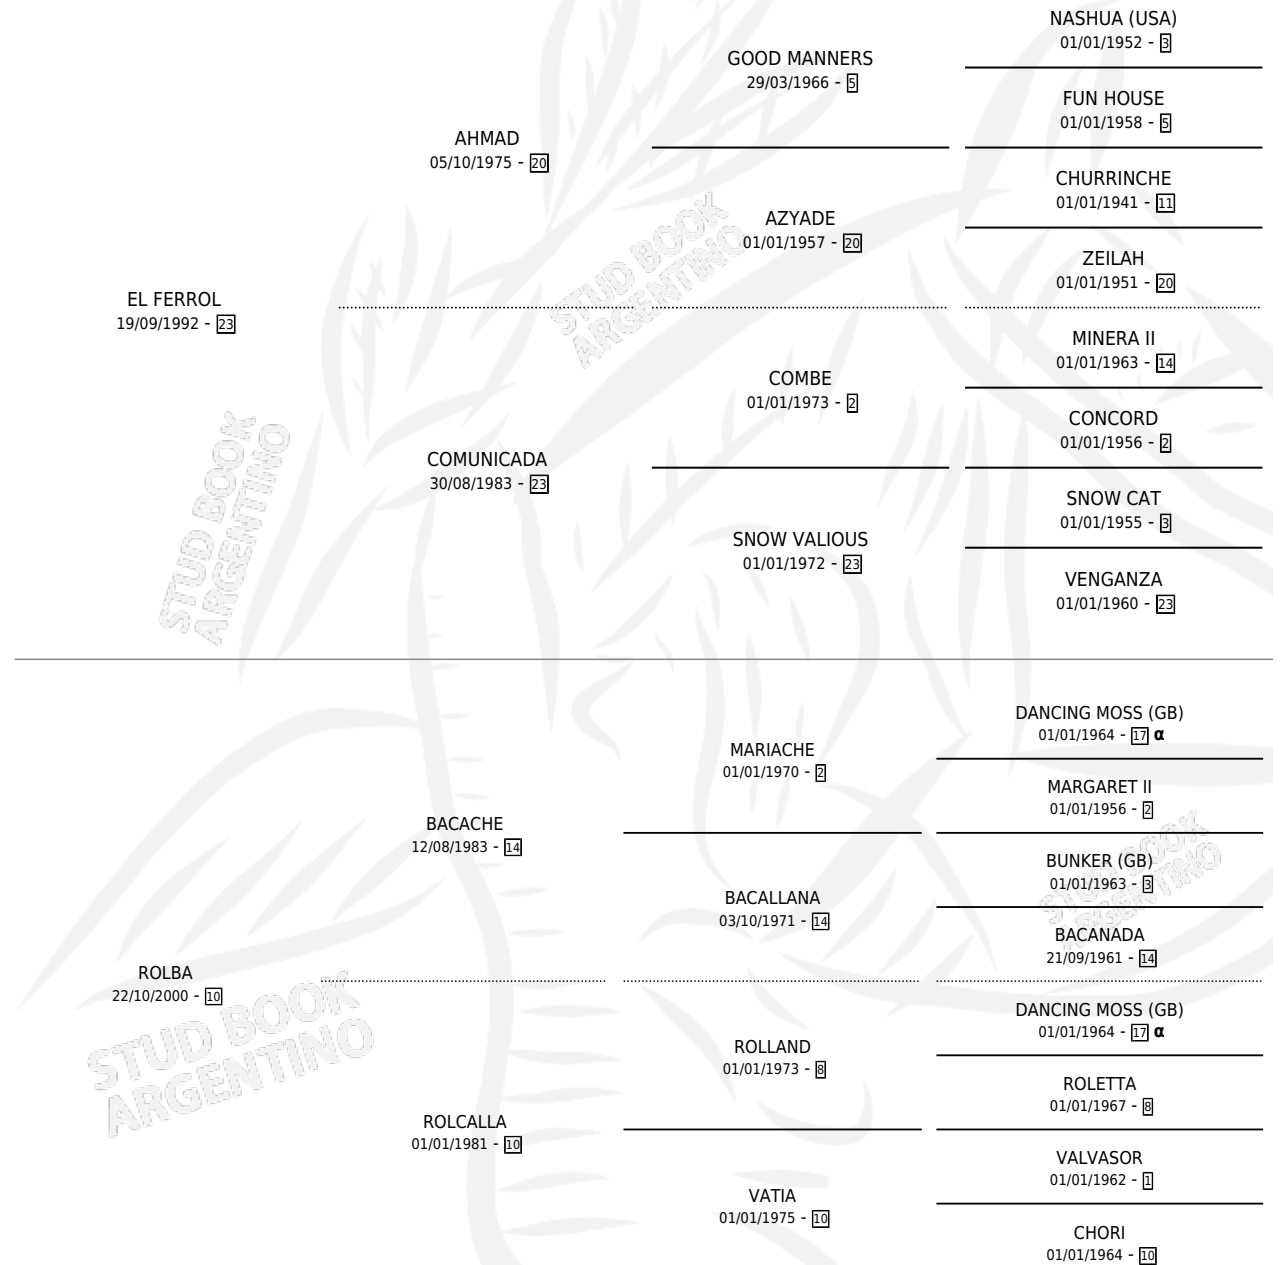 NASHUA (USA)
01/01/1952 - 3
GOOD MANNERS
29/03/1966 - 5
FUN HOUSE
01/01/1958 - 5
AHMAD
05/10/1975 - 20
CHURRINCHE
01/01/1941 - 11
AZYADE
01/01/1957 - 20
ZEILAH
01/01/1951 - 20
EL FERROL
19/09/1992 - 23
MINERA II
01/01/1963 - 14
COMBE
01/01/1973 - 2
CONCORD
01/01/1956 - 2
COMUNICADA
30/08/1983 - 23
SNOW CAT
01/01/1955 - 3
SNOW VALIOUS
01/01/1972 - 23
VENGANZA
01/01/1960 - 23
DANCING MOSS (GB)
01/01/1964 - 17 α
MARIACHE
01/01/1970 - 2
MARGARET II
01/01/1956 - 2
BACACHE
12/08/1983 - 14
BUNKER (GB)
01/01/1963 - 3
BACALLANA
03/10/1971 - 14
BACANADA
21/09/1961 - 14
ROLBA
22/10/2000 - 10
DANCING MOSS (GB)
01/01/1964 - 17 α
ROLLAND
01/01/1973 - 8
ROLETTA
01/01/1967 - 8
ROLCALLA
01/01/1981 - 10
VALVASOR
01/01/1962 - 1
VATIA
01/01/1975 - 10
CHORI
01/01/1964 - 10
STUD BOOK
ARGENTINO
STUD BOOK
ARGENTINO
STUD BOOK
ARGENTINO
STUD BOOK
ARGENTINO